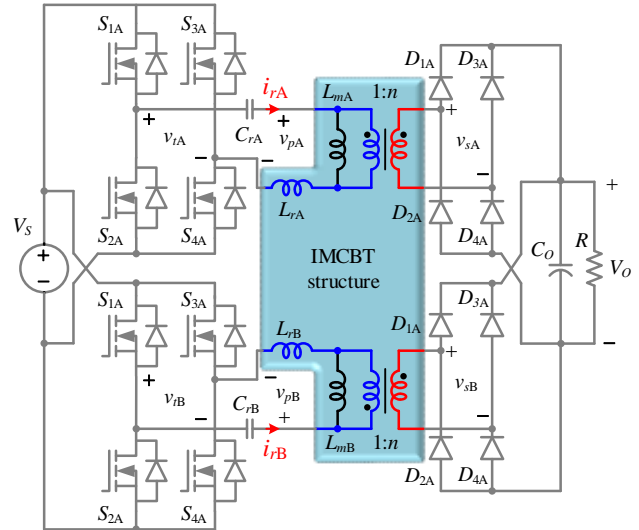 S1A
S3A
D1A
D3A
irA
LmA
1:n
+
vtA
CrA
+
vpA
+
vsA
−
−
−
LrA
D2A
S2A
S4A
D4A
VS
+
−
IMCBT
structure
CO
R
+
VO
−
S1A
S3A
LrB
D1A
D3A
+
vtB
−
−
vpB
+
vsB
−
CrB
+
irB
LmB
1:n
S2A
S4A
D2A
D4A